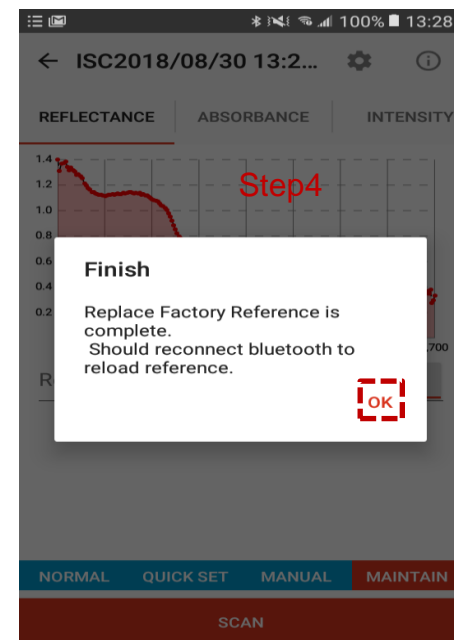 100% 13:28
ISC2018/08/30 13:2...
REFLECTANCE ABSORBANCE INTENSITY
1.4
Step4
1.2
1.0
0.8
0.6
Finish
0.4
0.2
Replace Factory Reference is
complete.
Should reconnect bluetooth to
,700
reload reference.
R
OK
NORMAL QUICK SET MANUAL MAINTAIN
SCAN